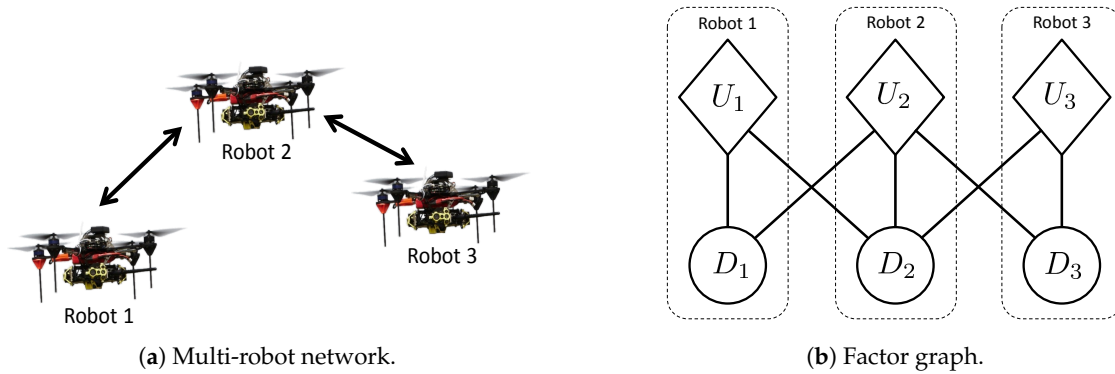 Robot 2
Robot 3
Robot 1
(a) Multi-robot network.
Robot 1 Robot 2 Robot 3
U1 U2 U3
D1 D2 D3
(b) Factor graph.